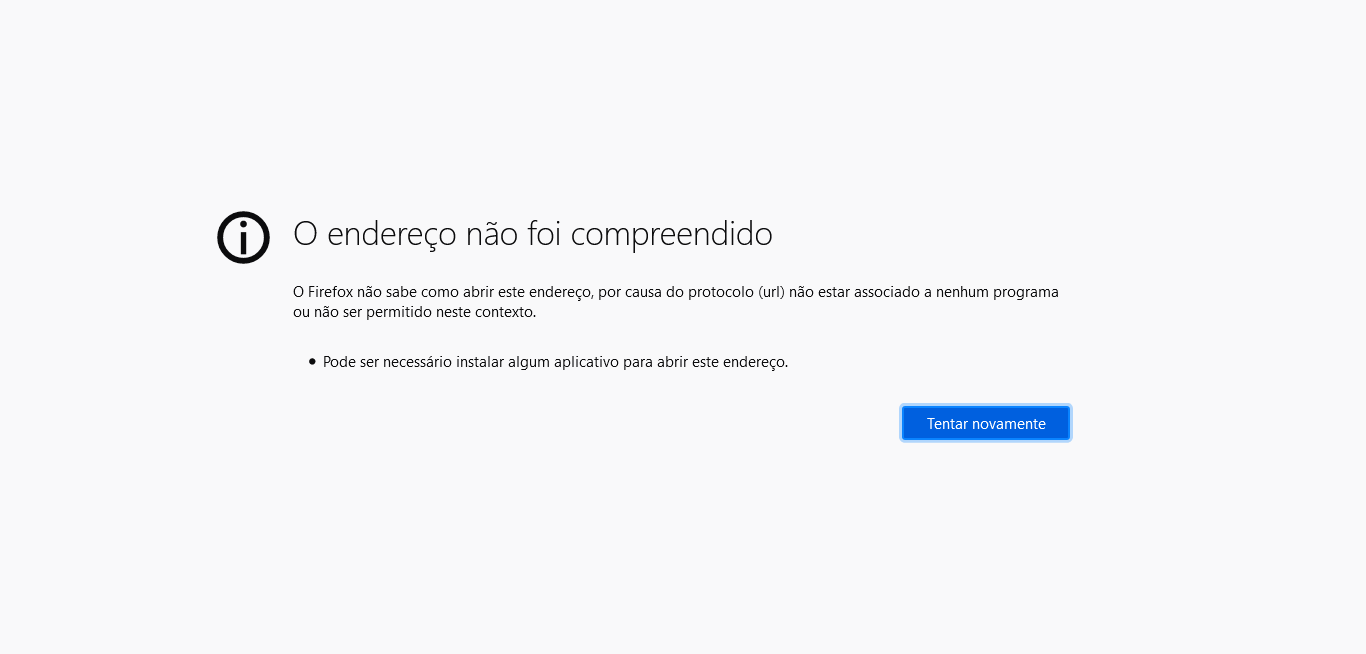 O endereço não foi compreendido
O Firefox não sabe como abrir este endereço, por causa do protocolo (url) não estar associado a nenhum programa
ou não ser permitido neste contexto.
• Pode ser necessário instalar algum aplicativo para abrir este endereço.
Tentar novamente